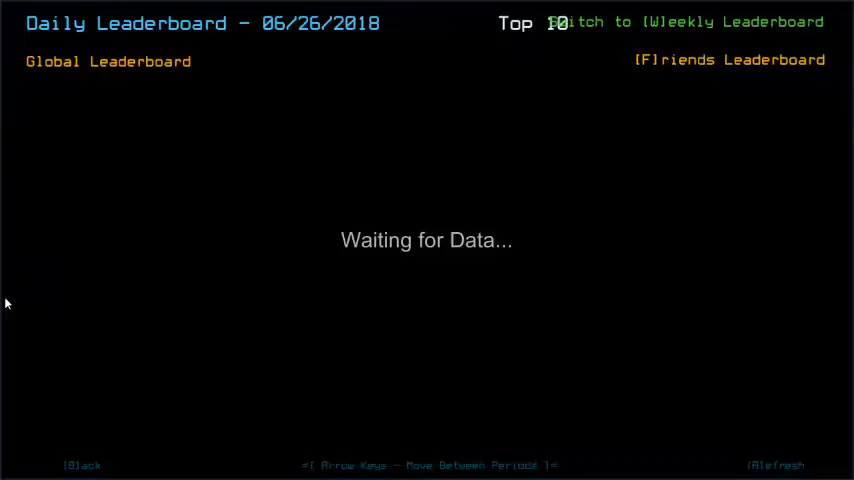 Daily Leaderboard - 06/26/2018
Top 10
Switch to [W]eekly Leaderboard
Global Leaderboard
[F]riends Leaderboard
Waiting for Data...
[B]ack
=[ Arrow Keys - Move Between Periods ]=
[R]efresh